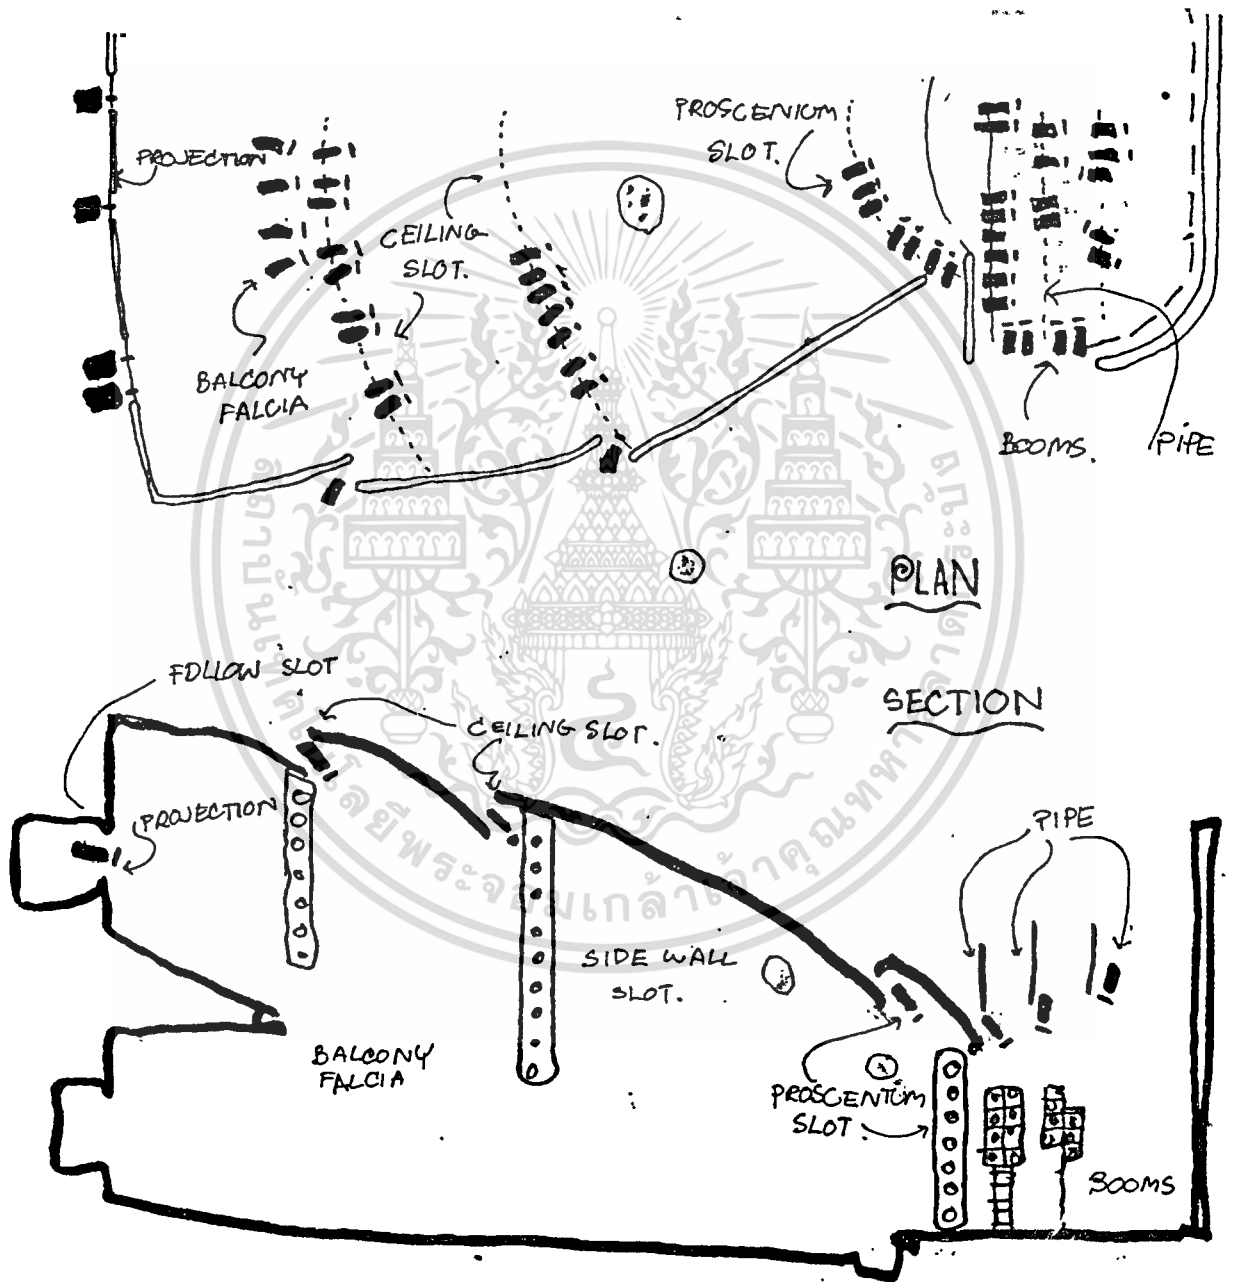 PROJECTION
PROSCENIUM
SLOT.
CEILING
SLOT.
BALCONY
FALCIA
BOOMS.
PIPE
PLAN
SECTION
FOLLOW SLOT
CEILING SLOT.
PROJECTION
PIPE
SIDE WALL
SLOT.
BALCONY
FALCIA
PROSCENIUM
SLOT.
BOOMS